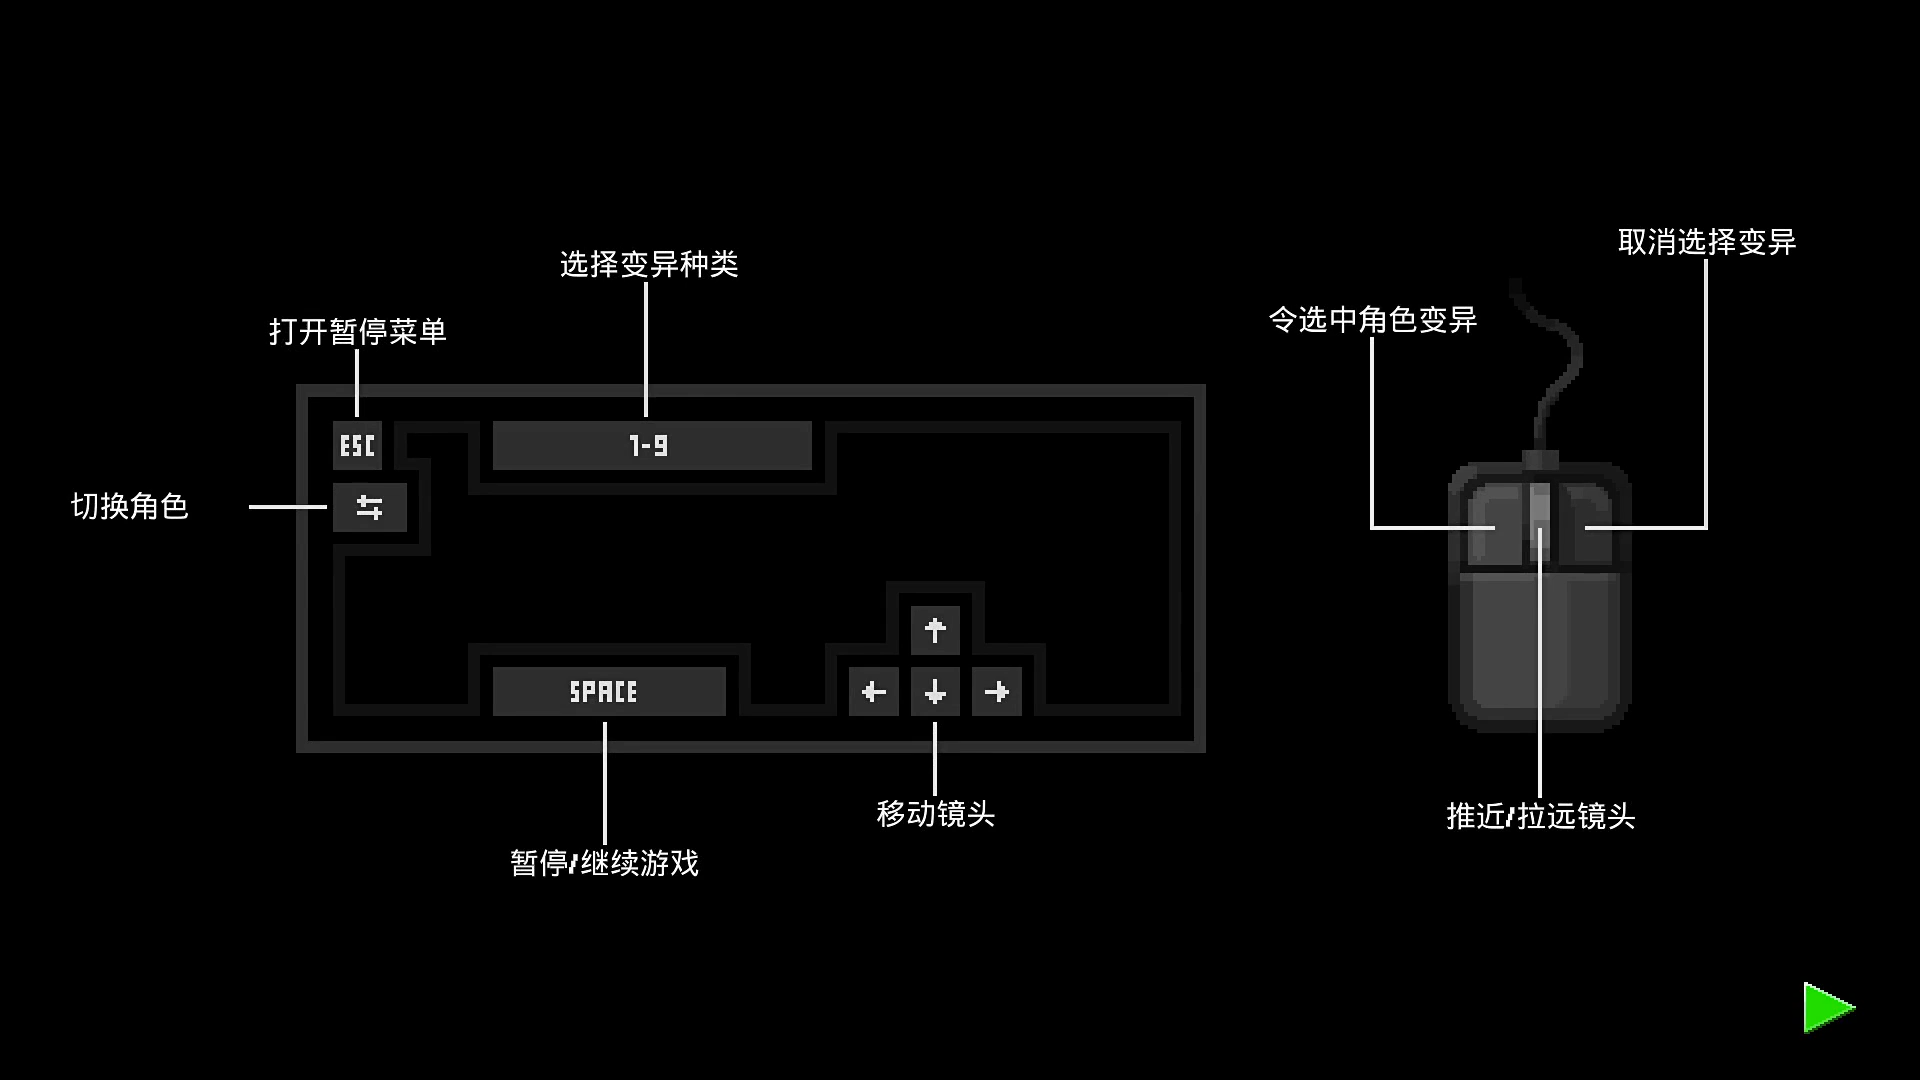 取消选择变异
选择变异种类
令选中角色变异
打开暂停菜单
ESC
1-9
切换角色
SPACE
移动镜头
推近/拉远镜头
暂停/继续游戏